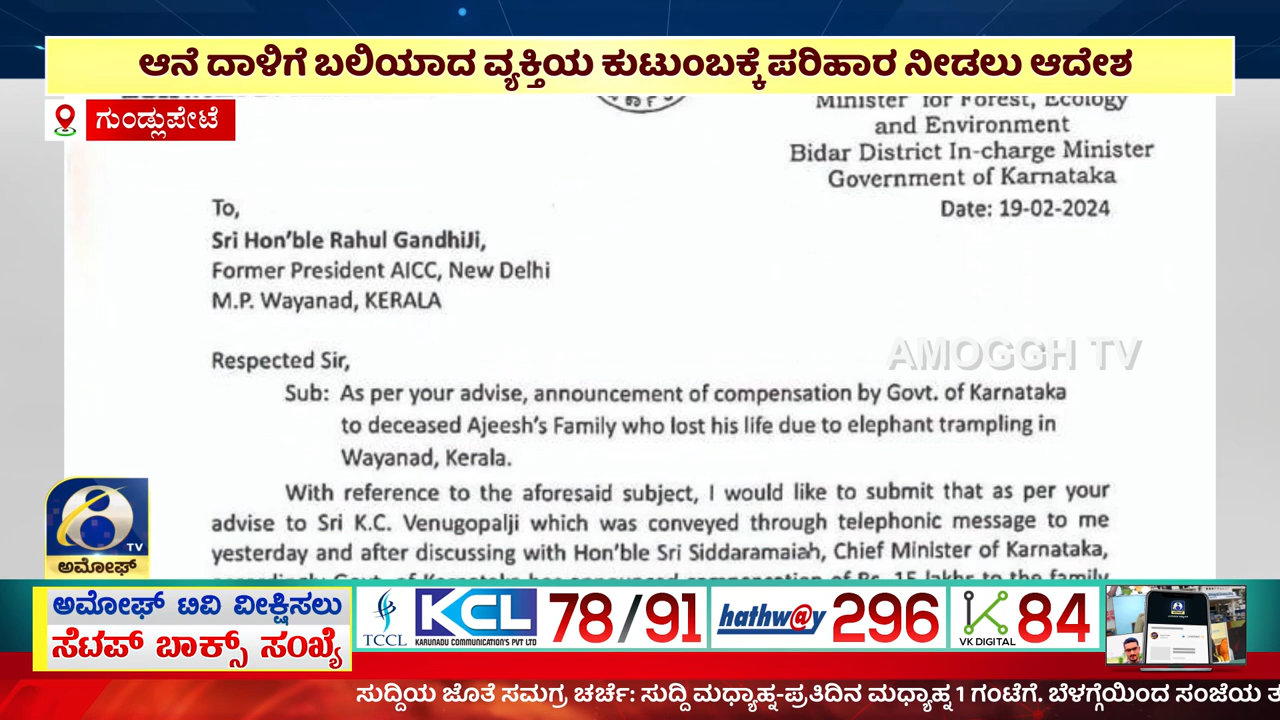 ಆನೆ ದಾಳಿಗೆ ಬಲಿಯಾದ ವ್ಯಕ್ತಿಯ ಕುಟುಂಬಕ್ಕೆ ಪರಿಹಾರ ನೀಡಲು ಆದೇಶ
ಗುಂಡ್ಲುಪೇಟೆ
Minister for Forest, Ecology
and Environment
Bidar District In-charge Minister
Government of Karnataka
Date: 19-02-2024
To,
Sri Hon'ble Rahul GandhiJi,
Former President AICC, New Delhi
M.P. Wayanad, KERALA
Respected Sir,
AMOGGH TV
Sub: As per your advise, announcement of compensation by Govt. of Karnataka
to deceased Ajeesh's Family who lost his life due to elephant trampling in
Wayanad, Kerala.
With reference to the aforesaid subject, I would like to submit that as per your
advise to Sri K.C. Venugopalji which was conveyed through telephonic message to me
yesterday and after discussing with Hon'ble Sri Siddaramaiah, Chief Minister of Karnataka,
8 TV
ಅಮೋಘ್
ಅಮೋಘ್ ಟಿವಿ ವೀಕ್ಷಿಸಲು
ಸೆಟಪ್ ಬಾಕ್ಸ್ ಸಂಖ್ಯೆ
TCCL
KCL
KARUNADU COMMUNICATION'S PVT LTD
78/91
hathw@y
296
VK DIGITAL
84
ಸುದ್ದಿಯ ಜೊತೆ ಸಮಗ್ರ ಚರ್ಚೆ: ಸುದ್ದಿ ಮಧ್ಯಾಹ್ನ-ಪ್ರತಿದಿನ ಮಧ್ಯಾಹ್ನ 1 ಗಂಟೆಗೆ. ಬೆಳಗ್ಗೆಯಿಂದ ಸಂಜೆಯ